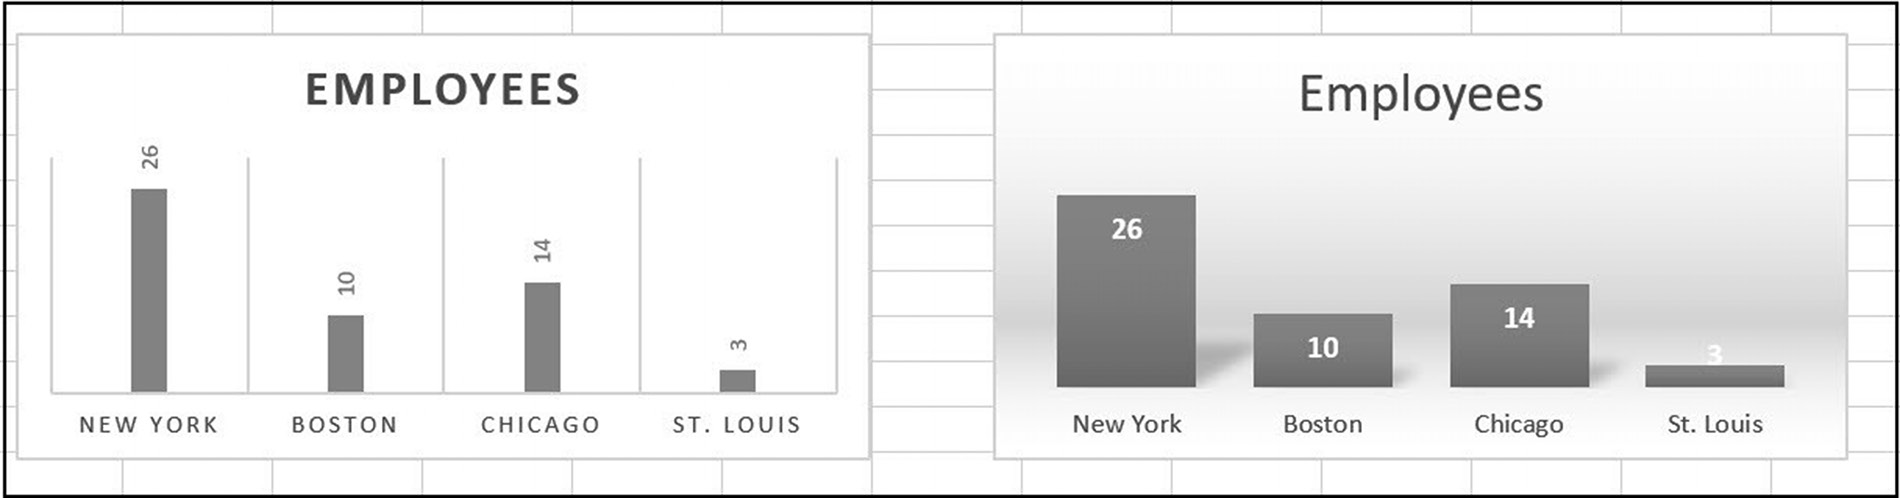 EMPLOYEES
26
10
14
3
NEW YORK BOSTON CHICAGO ST. LOUIS
Employees
26
10
14
3
New York Boston Chicago St. Louis